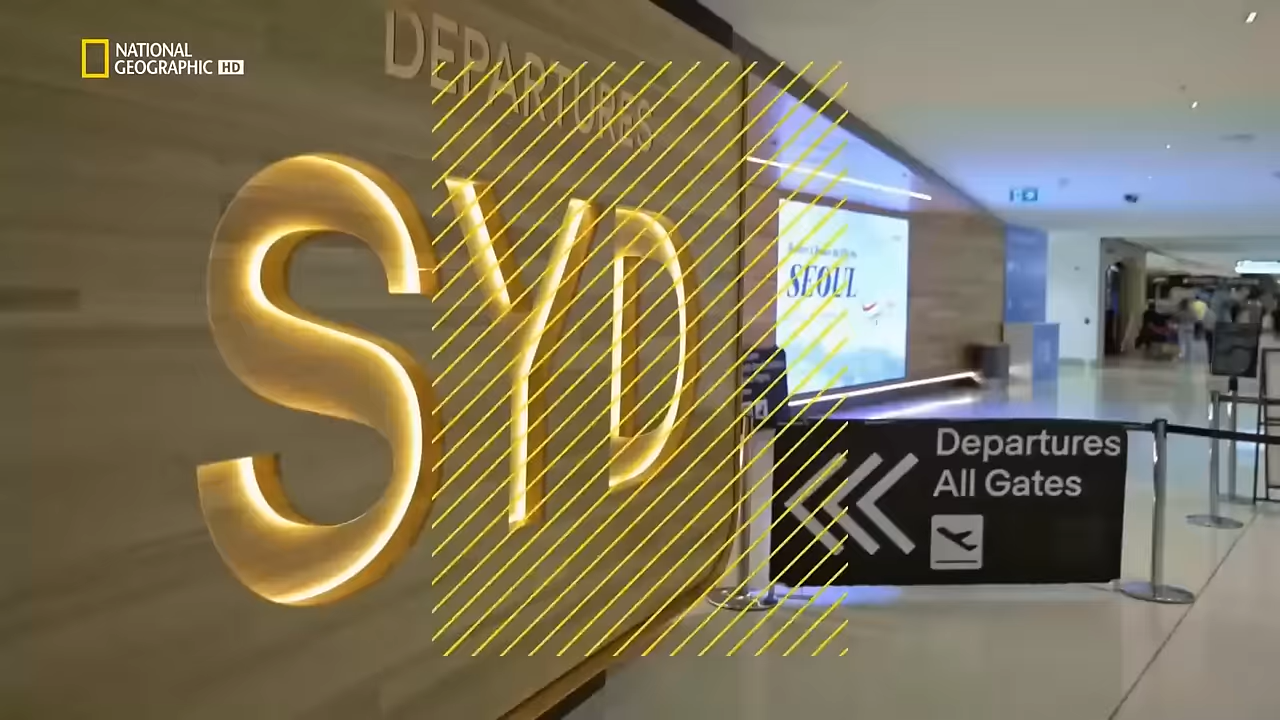 NATIONAL
GEOGRAPHIC HD
DEPARTURES
SYD
SEOUL
Departures
All Gates